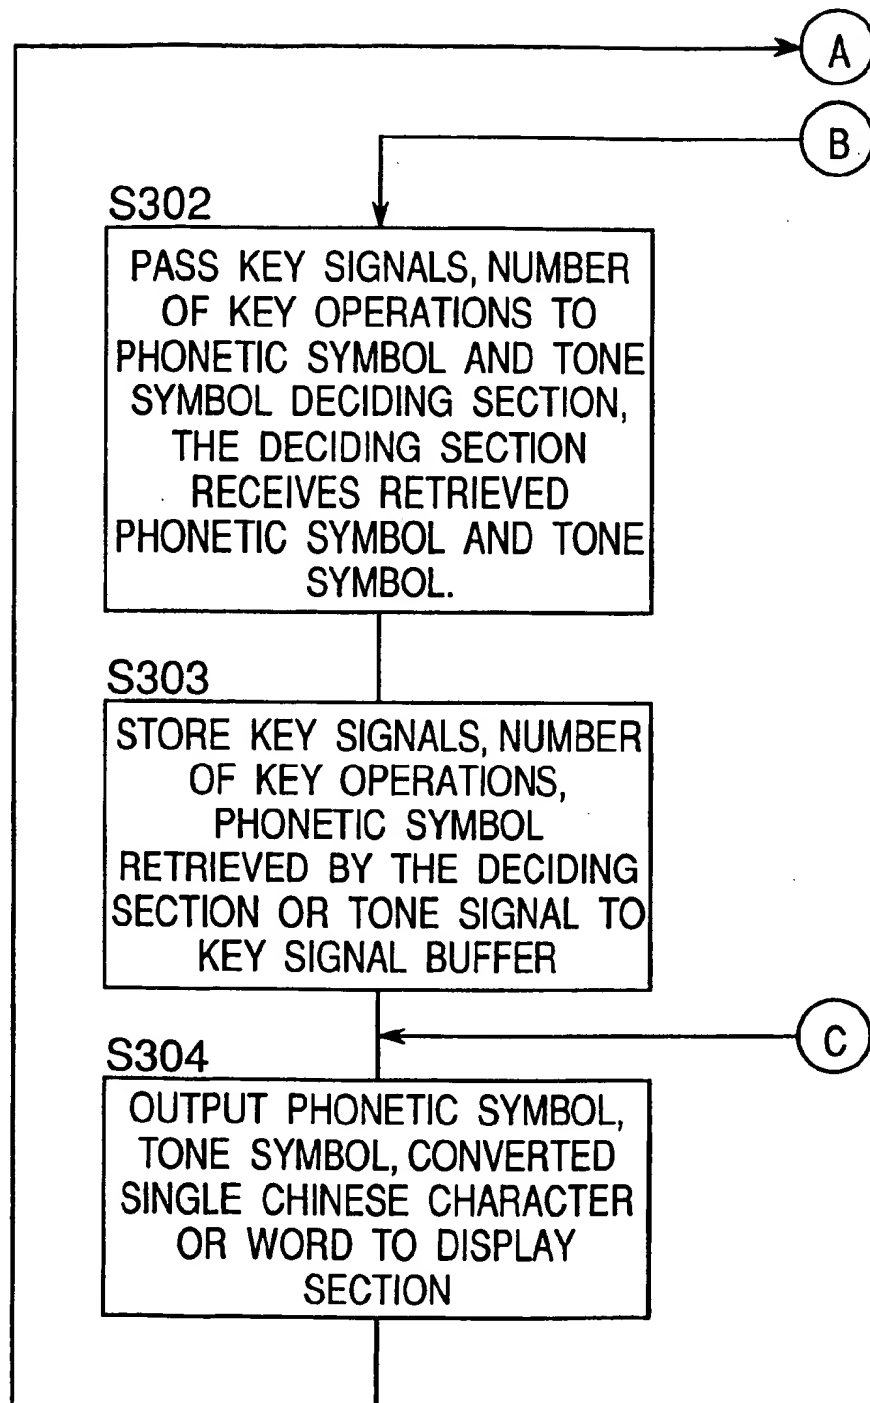 A
B
S302
PASS KEY SIGNALS, NUMBER
OF KEY OPERATIONS TO
PHONETIC SYMBOL AND TONE
SYMBOL DECIDING SECTION,
THE DECIDING SECTION
RECEIVES RETRIEVED
PHONETIC SYMBOL AND TONE
SYMBOL.
S303
STORE KEY SIGNALS, NUMBER
OF KEY OPERATIONS,
PHONETIC SYMBOL
RETRIEVED BY THE DECIDING
SECTION OR TONE SIGNAL TO
KEY SIGNAL BUFFER
C
S304
OUTPUT PHONETIC SYMBOL,
TONE SYMBOL, CONVERTED
SINGLE CHINESE CHARACTER
OR WORD TO DISPLAY
SECTION